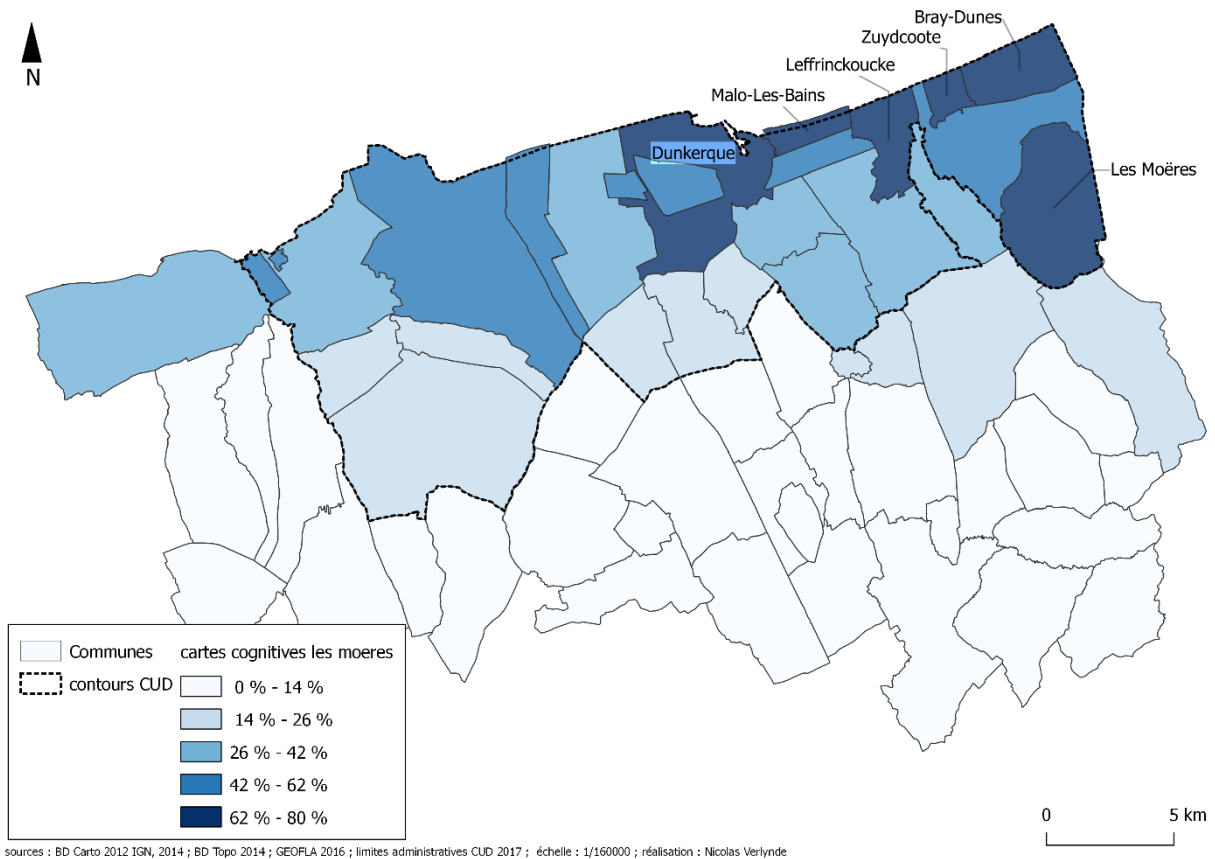 Bray-Dunes
Zuydcoote
Leffrinckoucke
Malo-Les-Bains
N
Dunkerque
Les Moëres
Communes
contours CUD
cartes cognitives les moeres
0 % - 14 %
14 % - 26 %
26 % - 42 %
42 % - 62 %
62 % - 80 %
0 5 km
sources : BD Carto 2012 IGN, 2014 ; BD Topo 2014 ; GEOFLA 2016 ; limites administratives CUD 2017 ; échelle : 1/160000 ; réalisation : Nicolas Verlynde